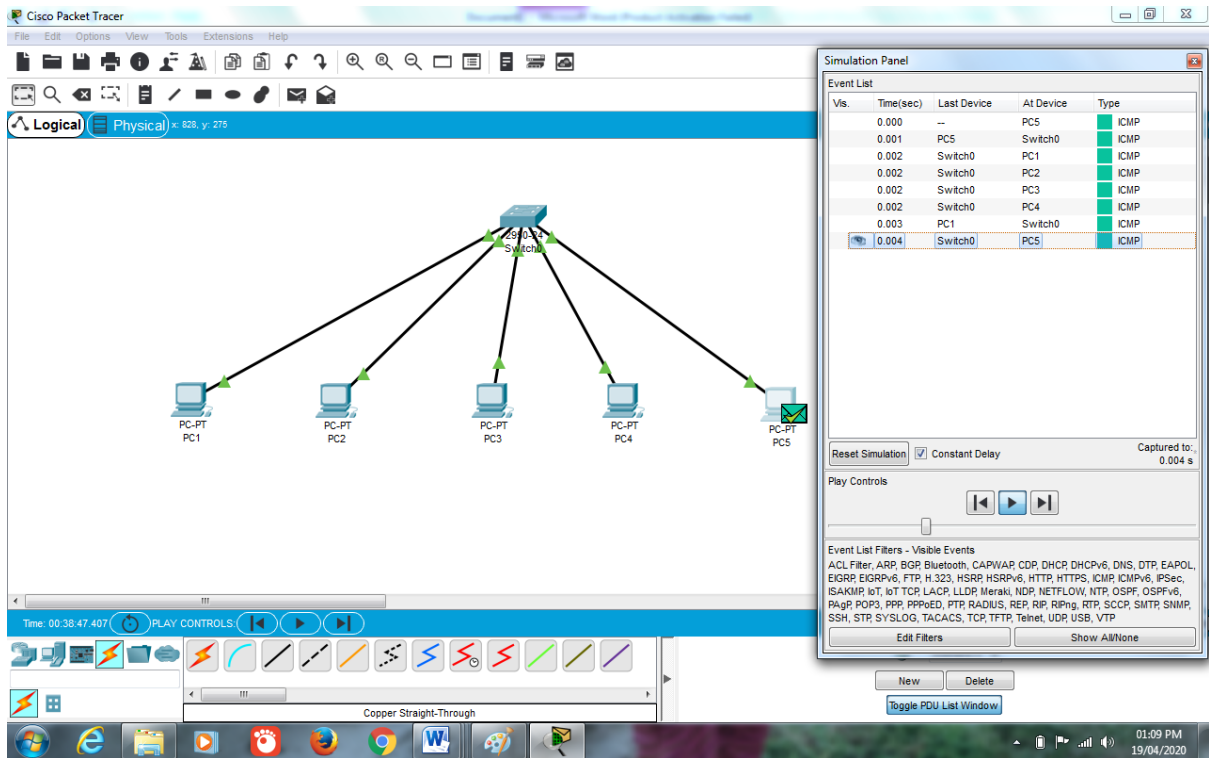 Cisco Packet Tracer
File Edit Options View Tools Extensions Help
Logical Physical x: 828, y: 275
Switch0
PC-PT
PC1
PC-PT
PC2
PC-PT
PC3
PC-PT
PC4
PC-PT
PC5
Time: 00:38:47.407 PLAY CONTROLS:
Copper Straight-Through
Simulation Panel
Event List
Vis. Time(sec) Last Device At Device Type
0.000 -- PC5 ICMP
0.001 PC5 Switch0 ICMP
0.002 Switch0 PC1 ICMP
0.002 Switch0 PC2 ICMP
0.002 Switch0 PC3 ICMP
0.002 Switch0 PC4 ICMP
0.003 PC1 Switch0 ICMP
0.004 Switch0 PC5 ICMP
Reset Simulation Constant Delay Captured to:
0.004 s
Play Controls
Event List Filters - Visible Events
ACL Filter, ARP, BGP, Bluetooth, CAPWAP, CDP, DHCP, DHCPv6, DNS, DTP, EAPOL,
EIGRP, EIGRPv6, FTP, H.323, HSRP, HSRPv6, HTTP, HTTPS, ICMP, ICMPv6, IPSec,
ISAKMP, IoT, IoT TCP, LACP, LLDP, Meraki, NDP, NETFLOW, NTP, OSPF, OSPFv6,
PAgP, POP3, PPP, PPPoED, PTP, RADIUS, REP, RIP, RIPng, RTP, SCCP, SMTP, SNMP,
SSH, STP, SYSLOG, TACACS, TCP, TFTP, Telnet, UDP, USB, VTP
Edit Filters Show All/None
New Delete
Toggle PDU List Window
01:09 PM
19/04/2020